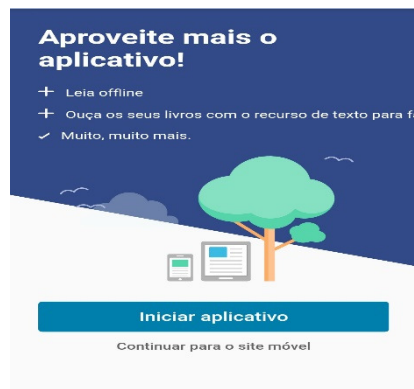 Aproveite mais o
aplicativo!
+ Leia offline
+ Ouça os seus livros com o recurso de texto para
✓ Muito, muito mais.
Iniciar aplicativo
Continuar para o site móvel